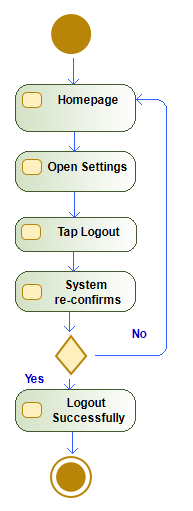 Homepage
Open Settings
Tap Logout
System
re-confirms
No
Yes
Logout
Successfully